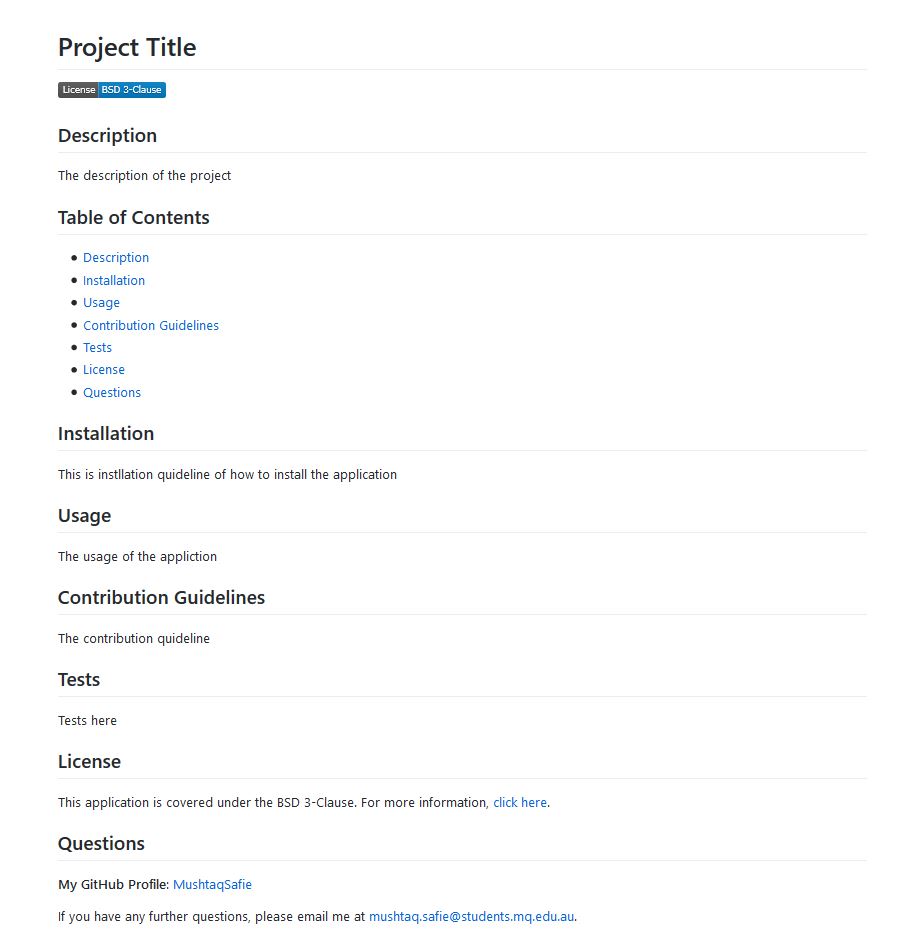 Project Title
License BSD 3-Clause
Description
The description of the project
Table of Contents
Description
Installation
Usage
Contribution Guidelines
Tests
License
Questions
Installation
This is instllation quideline of how to install the application
Usage
The usage of the appliction
Contribution Guidelines
The contribution quideline
Tests
Tests here
License
This application is covered under the BSD 3-Clause. For more information, click here.
Questions
My GitHub Profile: MushtaqSafie
If you have any further questions, please email me at mushtaq.safie@students.mq.edu.au.